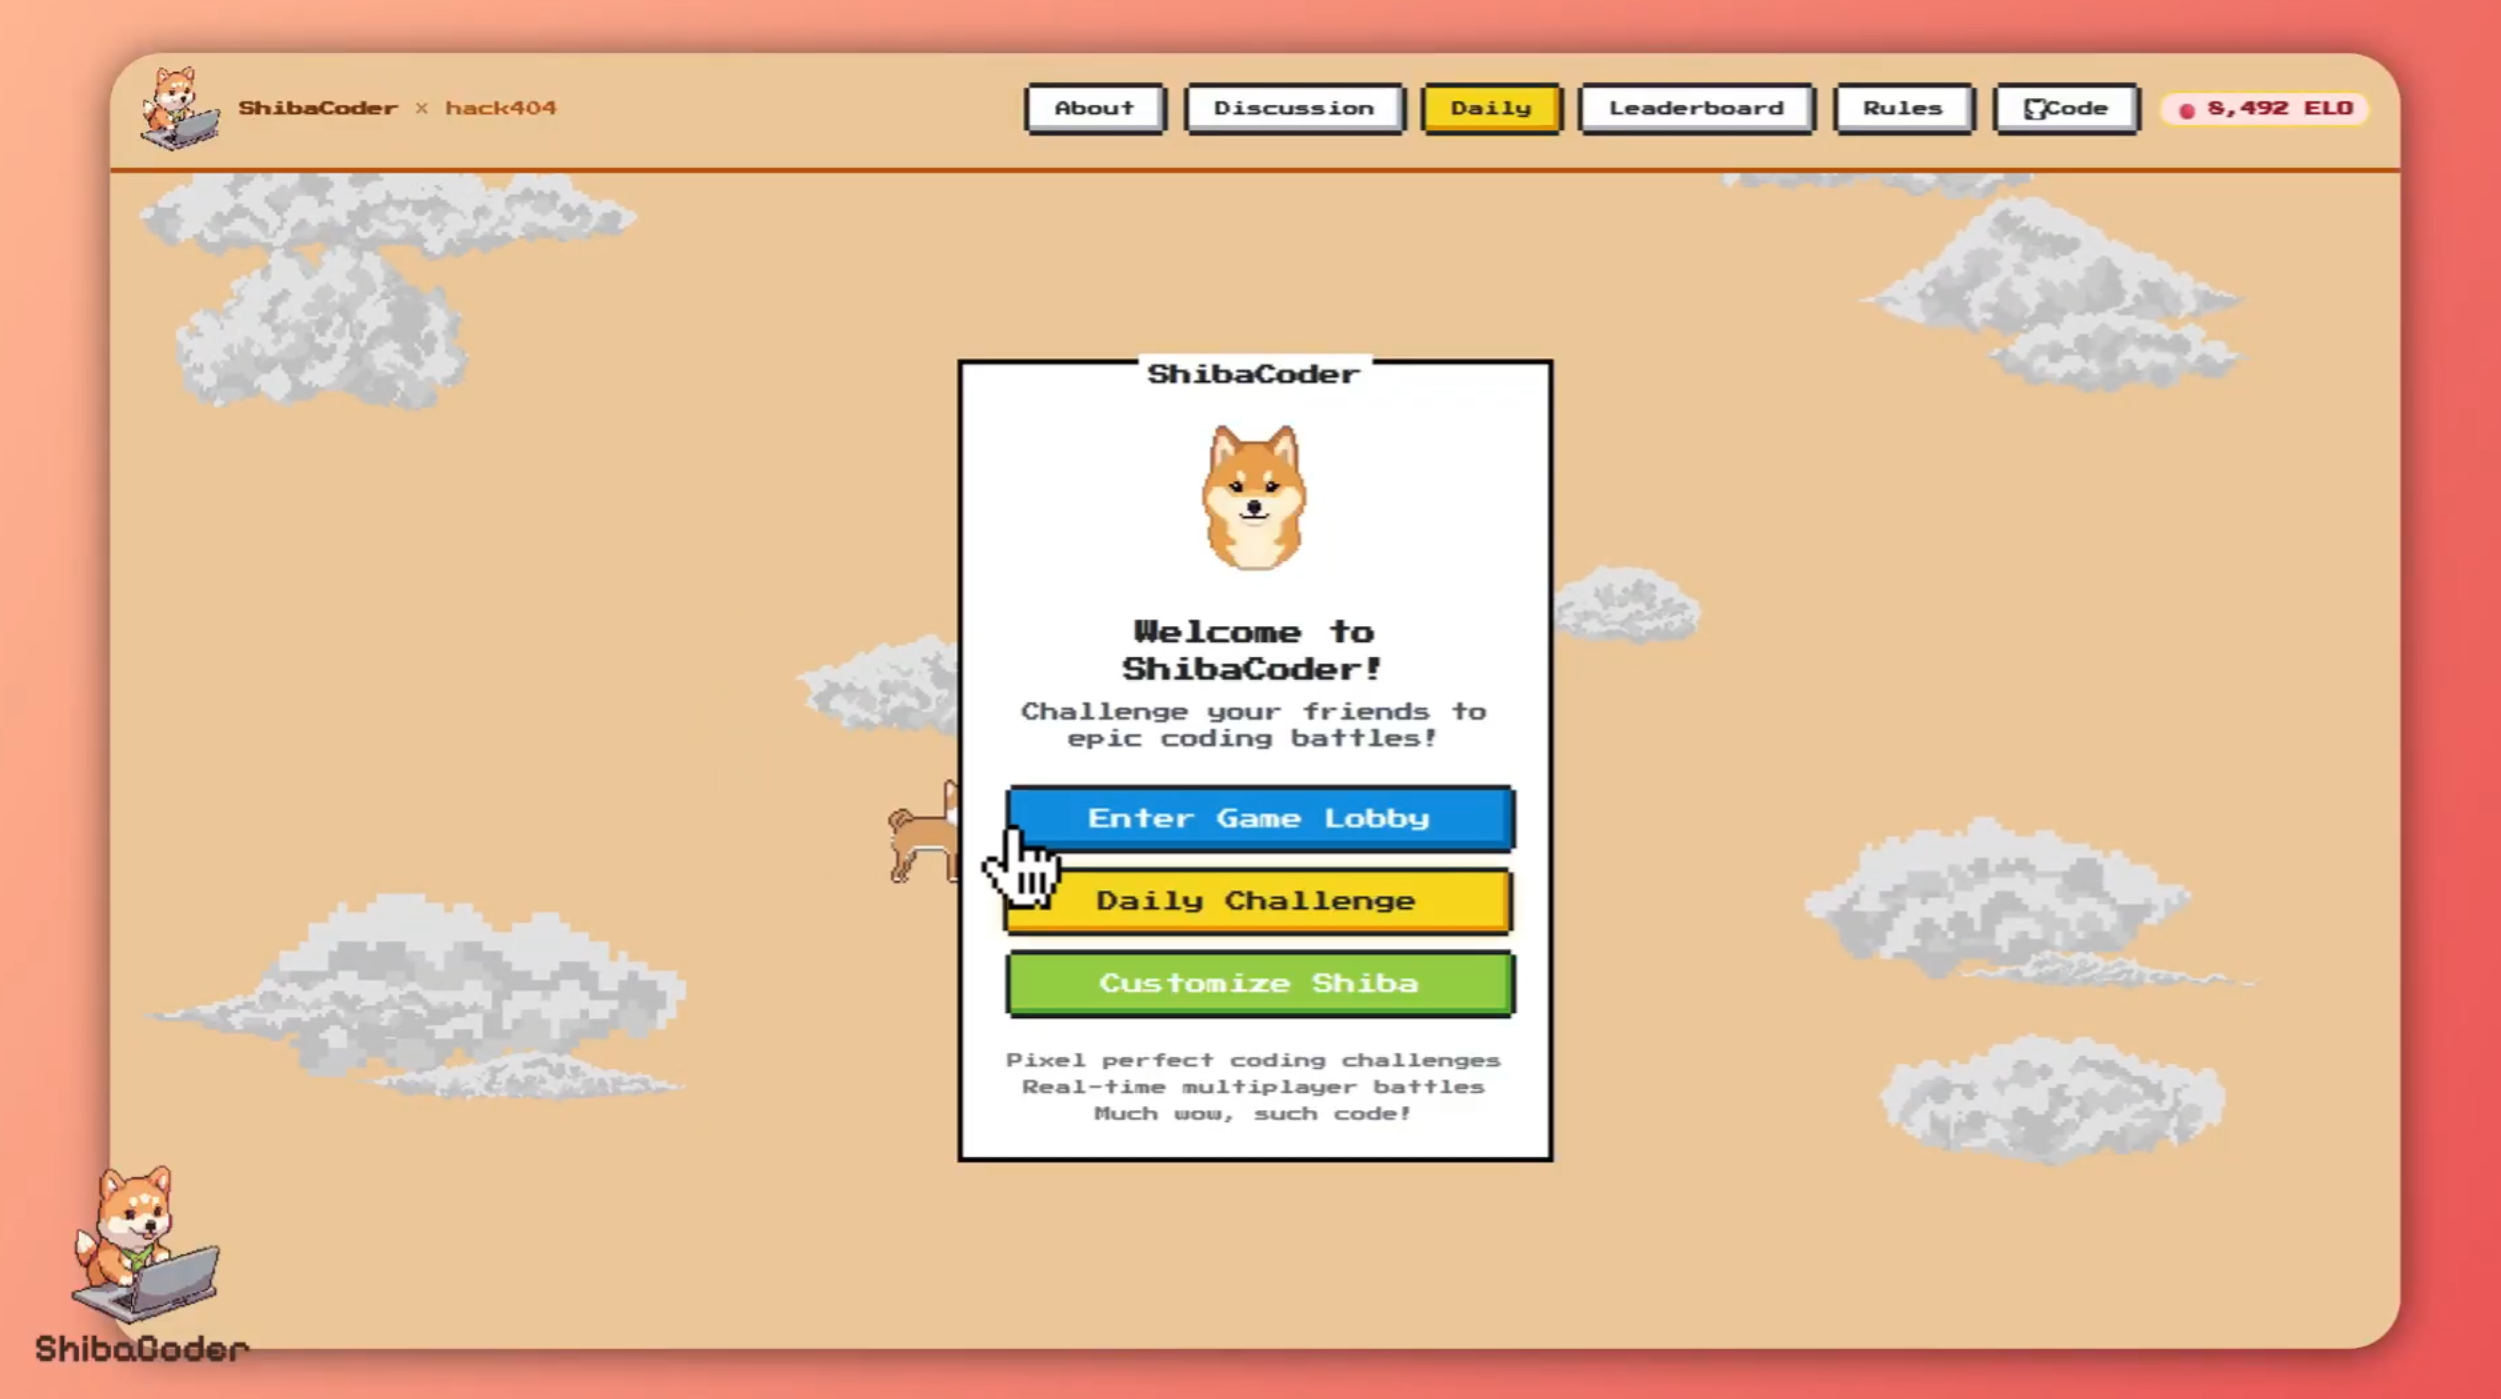 ShibaCoder × hack404
About
Discussion
Daily
Leaderboard
Rules
Code
8,492 ELO
ShibaCoder
Welcome to
ShibaCoder!
Challenge your friends to
epic coding battles!
Enter Game Lobby
Daily Challenge
Customize Shiba
Pixel perfect coding challenges
Real-time multiplayer battles
Much wow, such code!
ShibaCoder